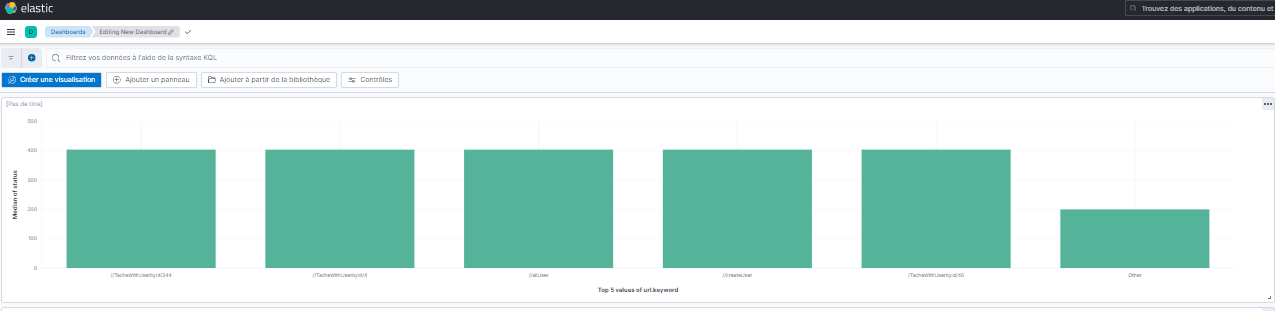 elastic
Trouvez des applications, du contenu et
D
Dashboards
Editing New Dashboard
Filtrez vos données à l'aide de la syntaxe KQL
Créer une visualisation
Ajouter un panneau
Ajouter à partir de la bibliothèque
Contrôles
[Pas de titre]
500
400
300
200
100
0
Median of status
//TacheWithUserbyId/344
//TacheWithUserbyId/4
//allUser
//createUser
/TacheWithUserbyId/40
Other
Top 5 values of url.keyword